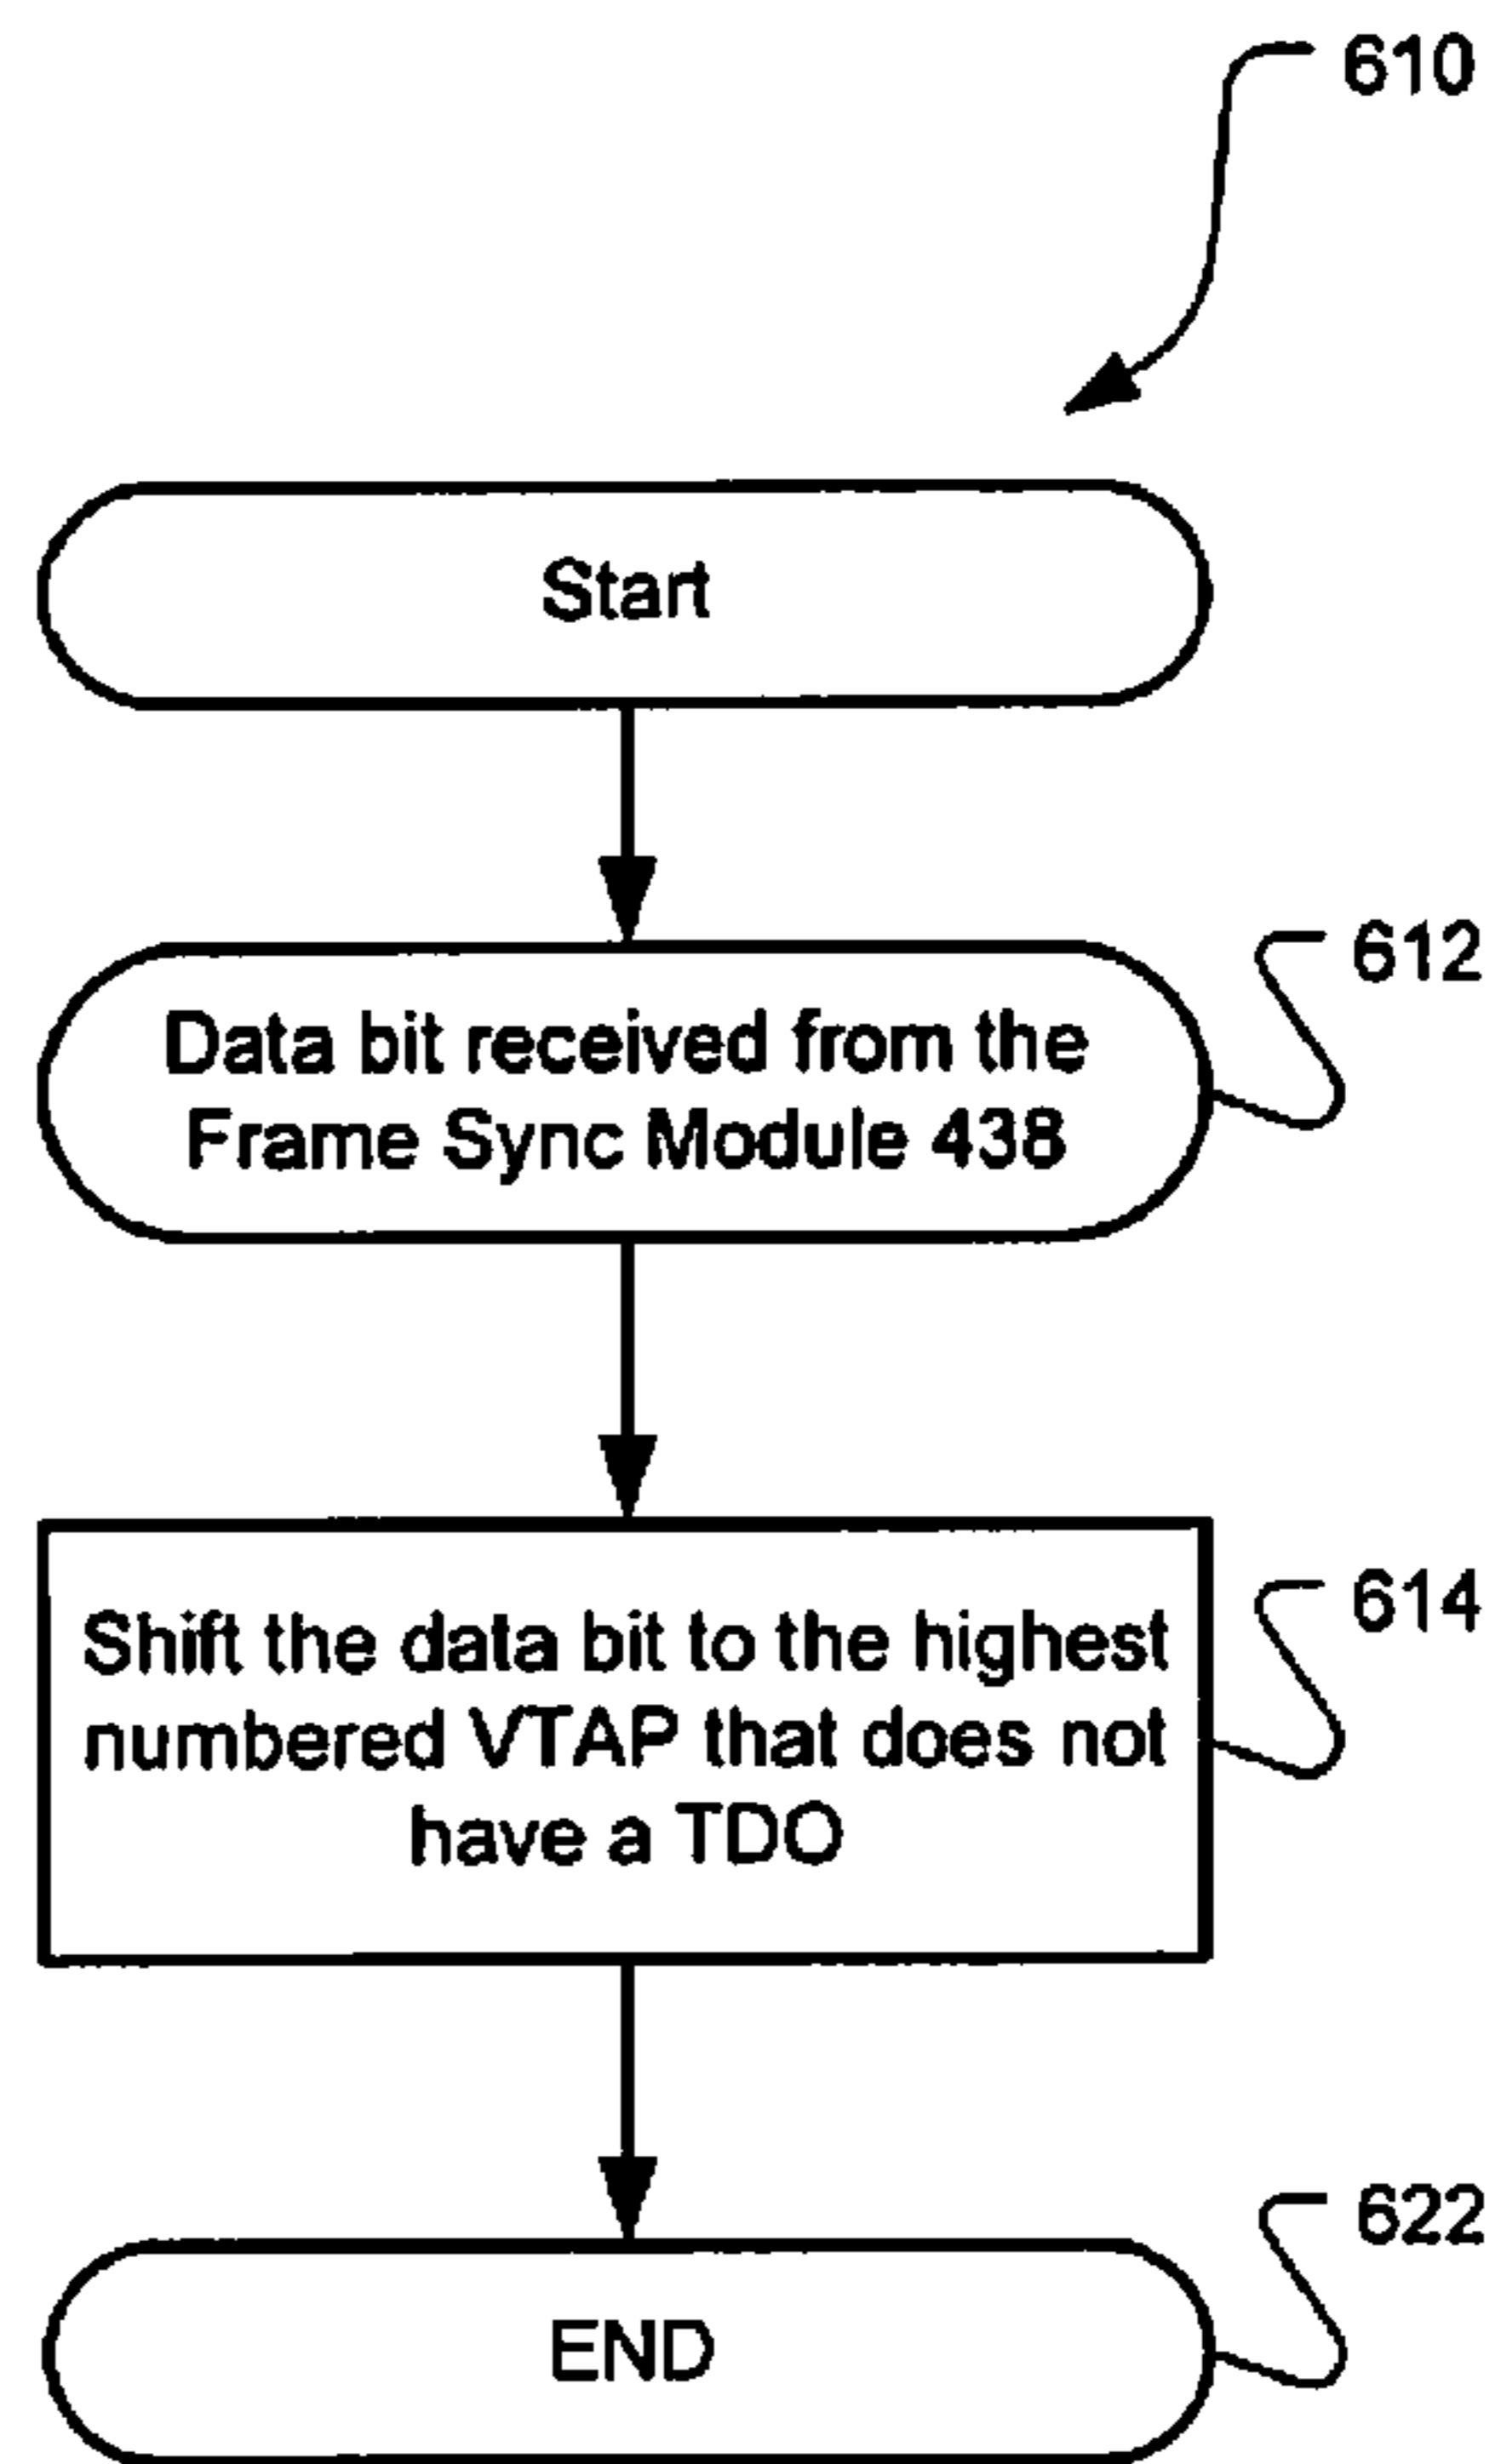 610
Start
Data bit received from the
Frame Sync Module 438
612
Shift the data bit to the highest
numbered VTAP that does not
have a TDO
614
END
622